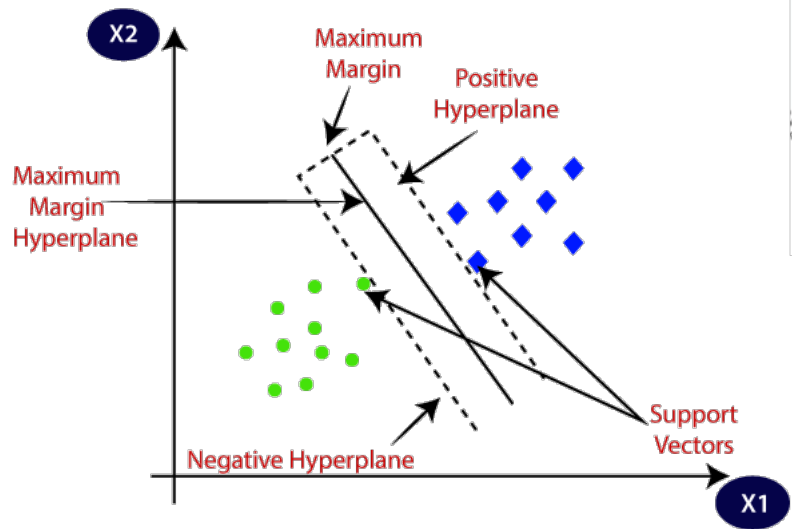 X2
Maximum
Margin
Positive
Hyperplane
Maximum
Margin
Hyperplane
Support
Vectors
Negative Hyperplane
X1